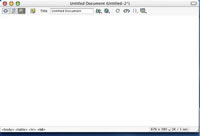 Untitled Document (Untitled-2*)
Title: Untitled Document
<body> <table> <tr> <td>